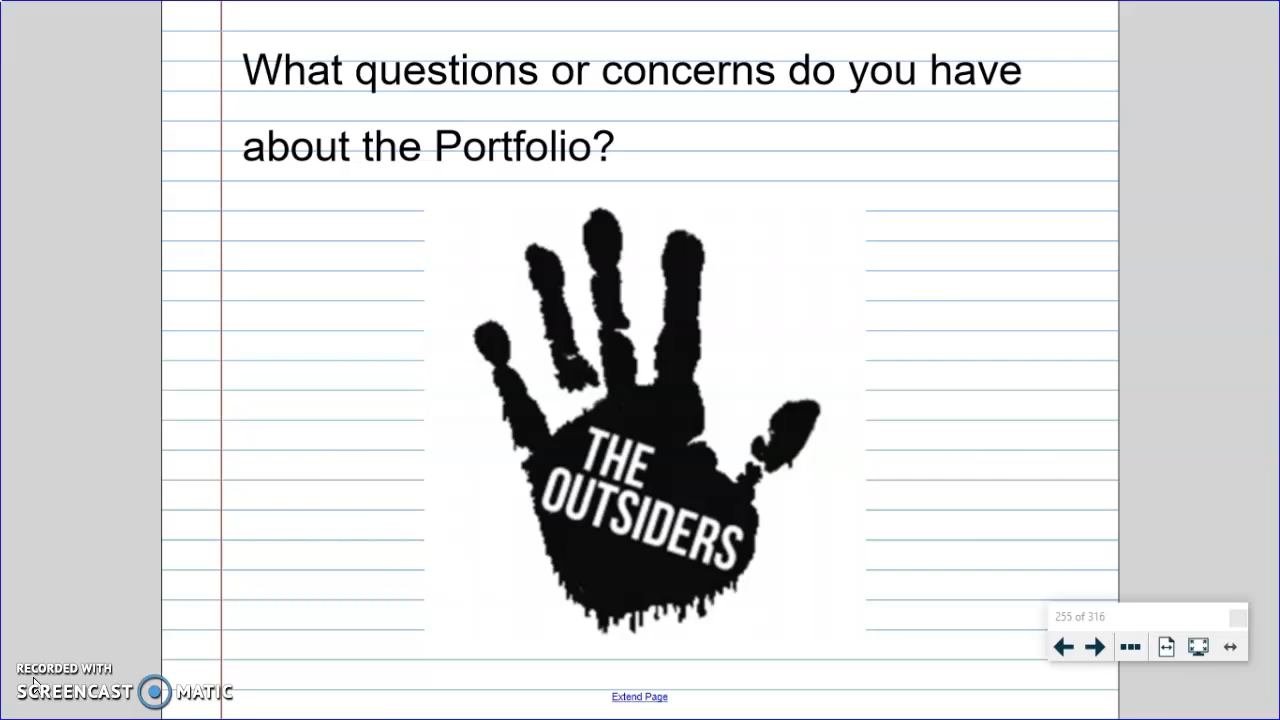 What questions or concerns do you have
about the Portfolio?
THE
OUTSIDERS
255 of 316
RECORDED WITH
SCREENCAST MATIC
Extend Page